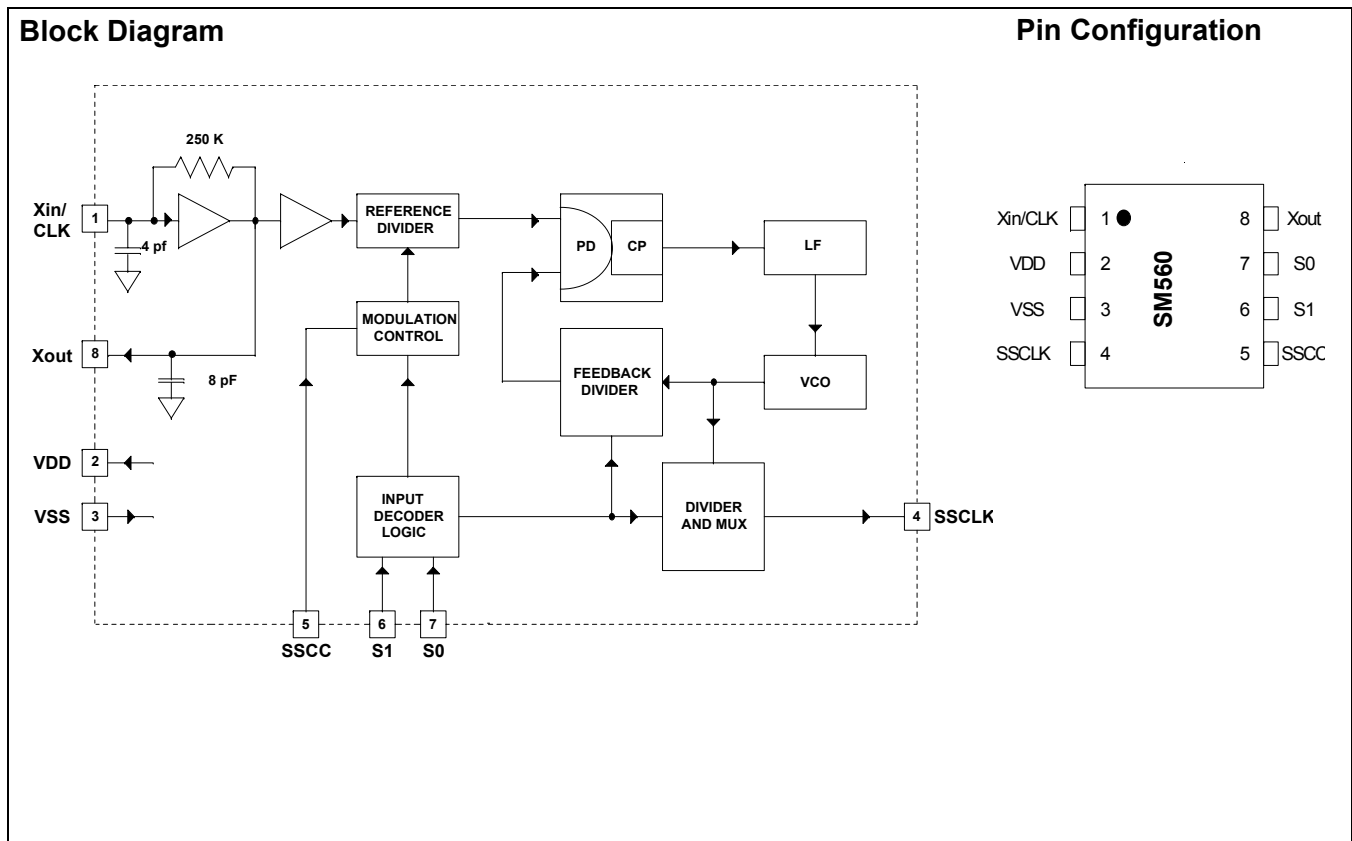 Block Diagram
Pin Configuration
250 K
Xin/
CLK
1
4 pf
REFERENCE
DIVIDER
PD
CP
LF
MODULATION
CONTROL
Xout
8
8 pF
FEEDBACK
DIVIDER
VCO
VDD
2
VSS
3
INPUT
DECODER
LOGIC
DIVIDER
AND MUX
4
SSCLK
5
6
7
SSCC
S1
S0
Xin/CLK
1
8
Xout
VDD
2
7
S0
VSS
3
6
S1
SSCLK
4
5
SSCC
SM560